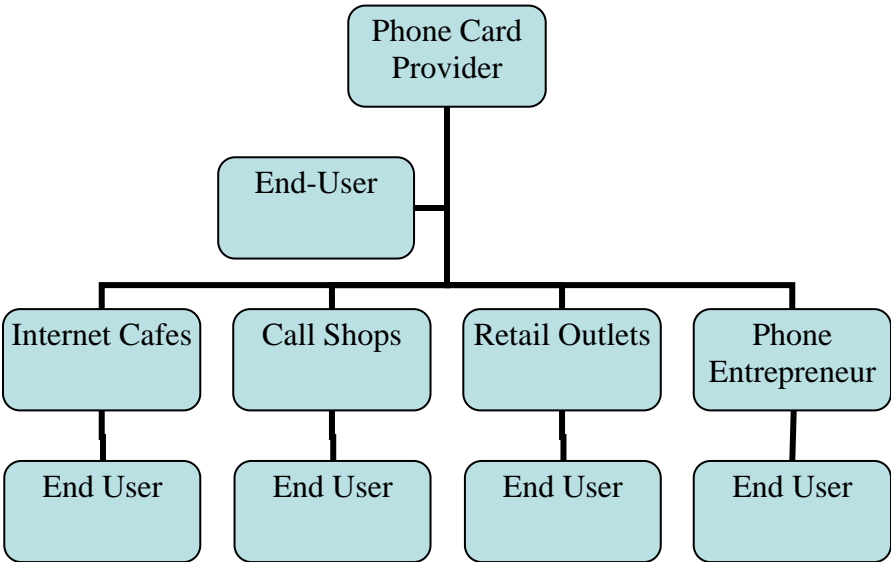 Phone Card
Provider
End-User
Internet Cafes
Call Shops
Retail Outlets
Phone
Entrepreneur
End User
End User
End User
End User